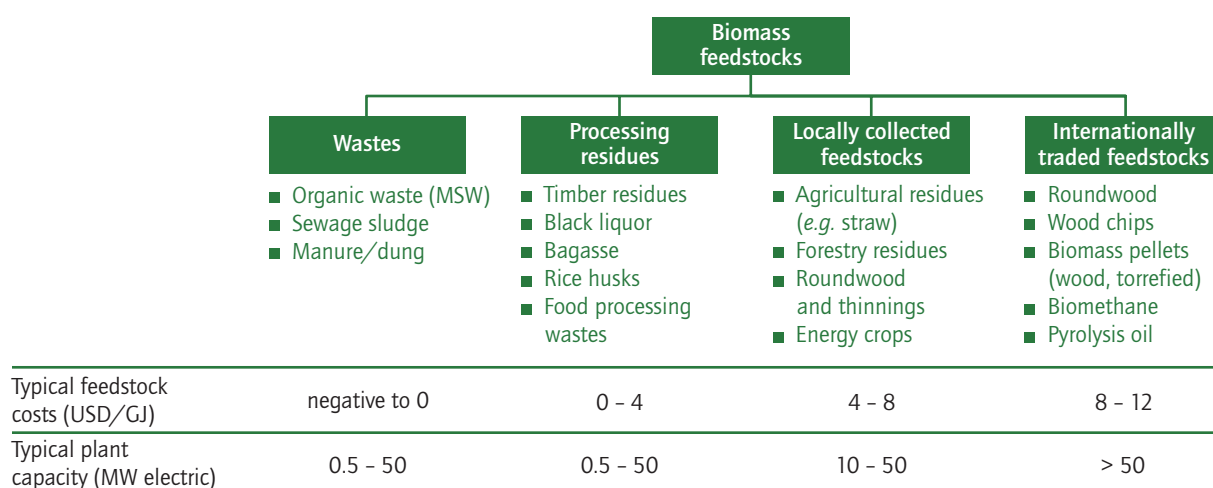 Biomass
feedstocks
Wastes
Processing
residues
Locally collected
feedstocks
Internationally
traded feedstocks
■ Organic waste (MSW)
■ Sewage sludge
■ Manure/dung
■ Timber residues
■ Black liquor
■ Bagasse
■ Rice husks
■ Food processing
wastes
■ Agricultural residues
(e.g. straw)
■ Forestry residues
■ Roundwood
and thinnings
■ Energy crops
■ Roundwood
■ Wood chips
■ Biomass pellets
(wood, torrefied)
■ Biomethane
■ Pyrolysis oil
Typical feedstock
costs (USD/GJ)
negative to 0
0 – 4
4 – 8
8 – 12
Typical plant
capacity (MW electric)
0.5 – 50
0.5 – 50
10 – 50
> 50